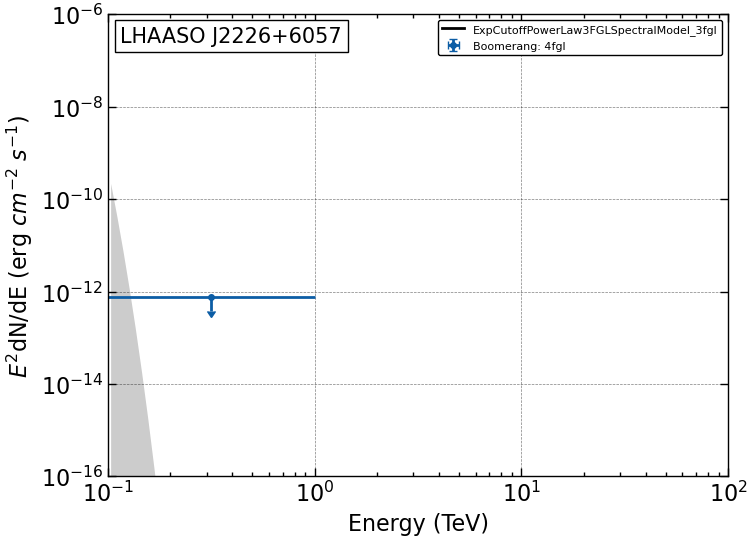 LHAASO J2226+6057
ExpCutoffPowerLaw3FGLSpectralModel_3fgl
Boomerang: 4fgl
E²dN/dE (erg cm⁻² s⁻¹)
10⁻⁶
10⁻⁸
10⁻¹⁰
10⁻¹²
10⁻¹⁴
10⁻¹⁶
10⁻¹ 10⁰ 10¹ 10²
Energy (TeV)